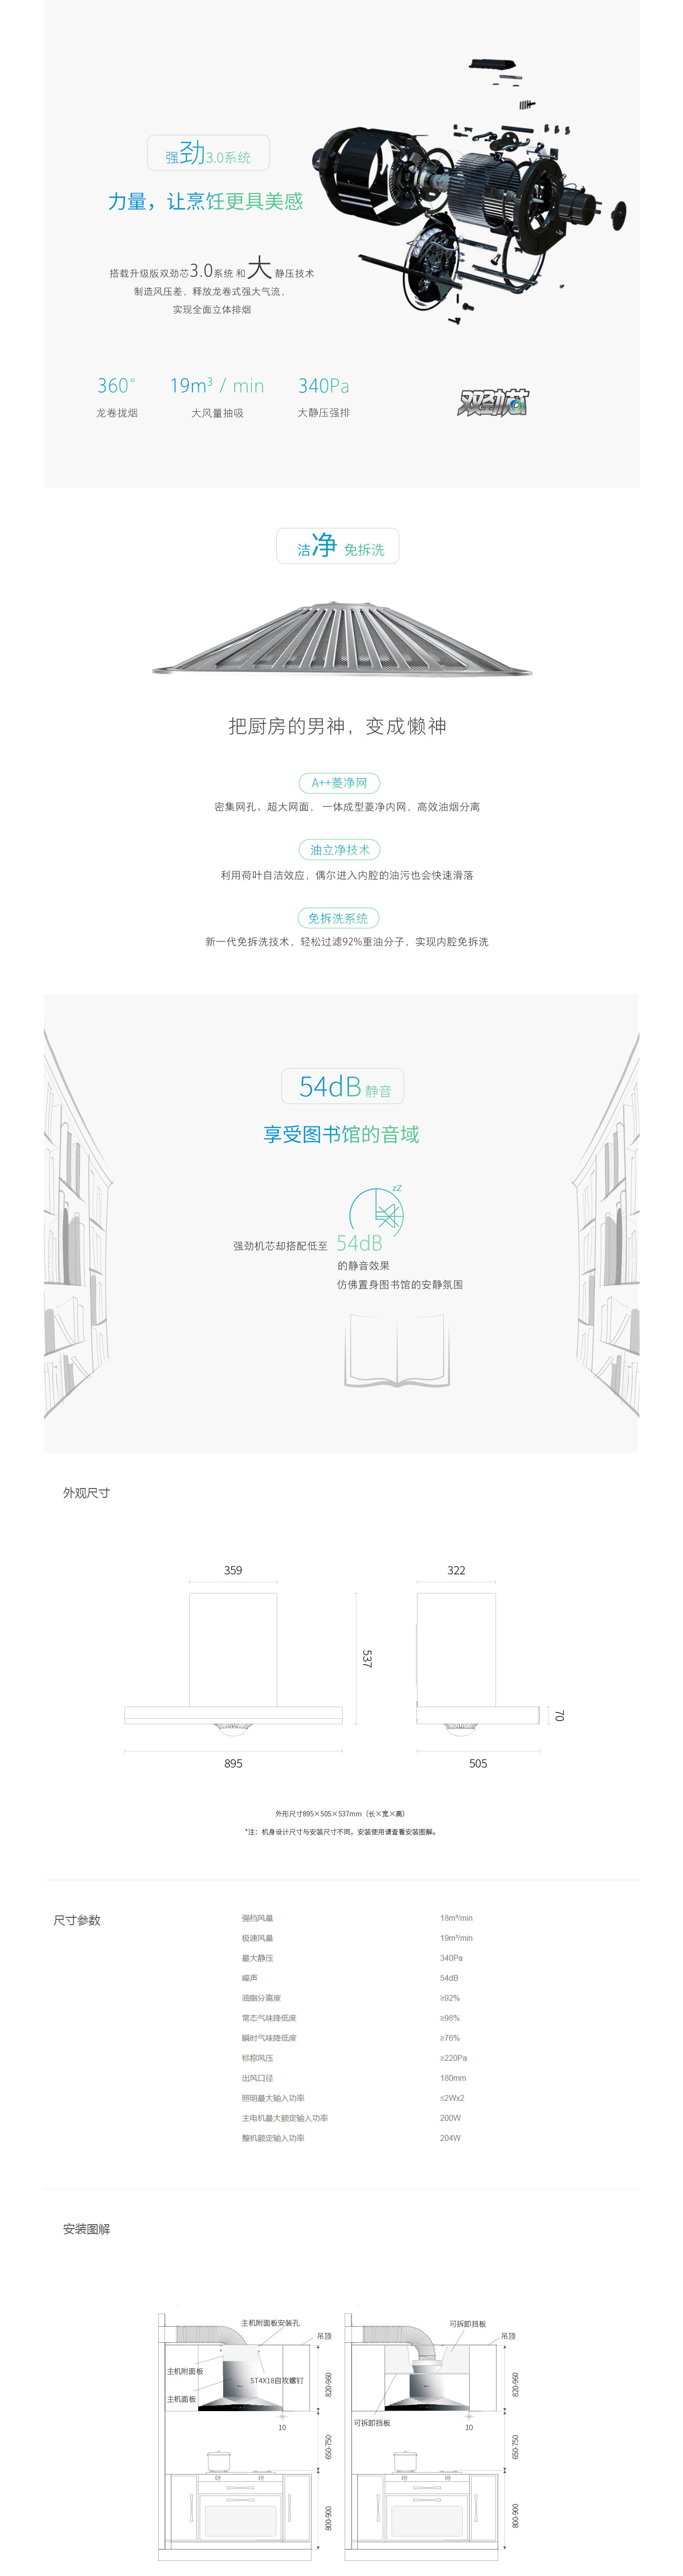 强劲3.0系统
力量，让烹饪更具美感
搭载升级版双劲芯3.0系统 和大静压技术
制造风压差，释放龙卷式强大气流，
实现全面立体排烟
360° 19m³ / min 340Pa
龙卷拢烟 大风量抽吸 大静压强排
双劲芯
洁净 免拆洗
把厨房的男神，变成懒神
A++菱净网
密集网孔、超大网面，一体成型菱净内网，高效油烟分离
油立净技术
利用荷叶自洁效应，偶尔进入内腔的油污也会快速滑落
免拆洗系统
新一代免拆洗技术，轻松过滤92%重油分子，实现内腔免拆洗
54dB 静音
享受图书馆的音域
zZ
强劲机芯却搭配低至 54dB
的静音效果
仿佛置身图书馆的安静氛围
外观尺寸
359 322
537
70
895 505
外形尺寸895×505×537mm（长×宽×高）
*注：机身设计尺寸与安装尺寸不同，安装使用请查看安装图解。
尺寸参数
强档风量 18m³/min
极速风量 19m³/min
最大静压 340Pa
噪声 54dB
油脂分离度 ≥92%
常态气味降低度 ≥98%
瞬时气味降低度 ≥76%
标称风压 ≥220Pa
出风口径 180mm
照明最大输入功率 ≤2Wx2
主电机最大额定输入功率 200W
整机额定输入功率 204W
安装图解
主机附面板安装孔
吊顶
主机附面板
ST4X18自攻螺钉
主机面板
10
820-960
650-750
800-900
可拆卸挡板
吊顶
可拆卸挡板
10
820-960
650-750
800-900